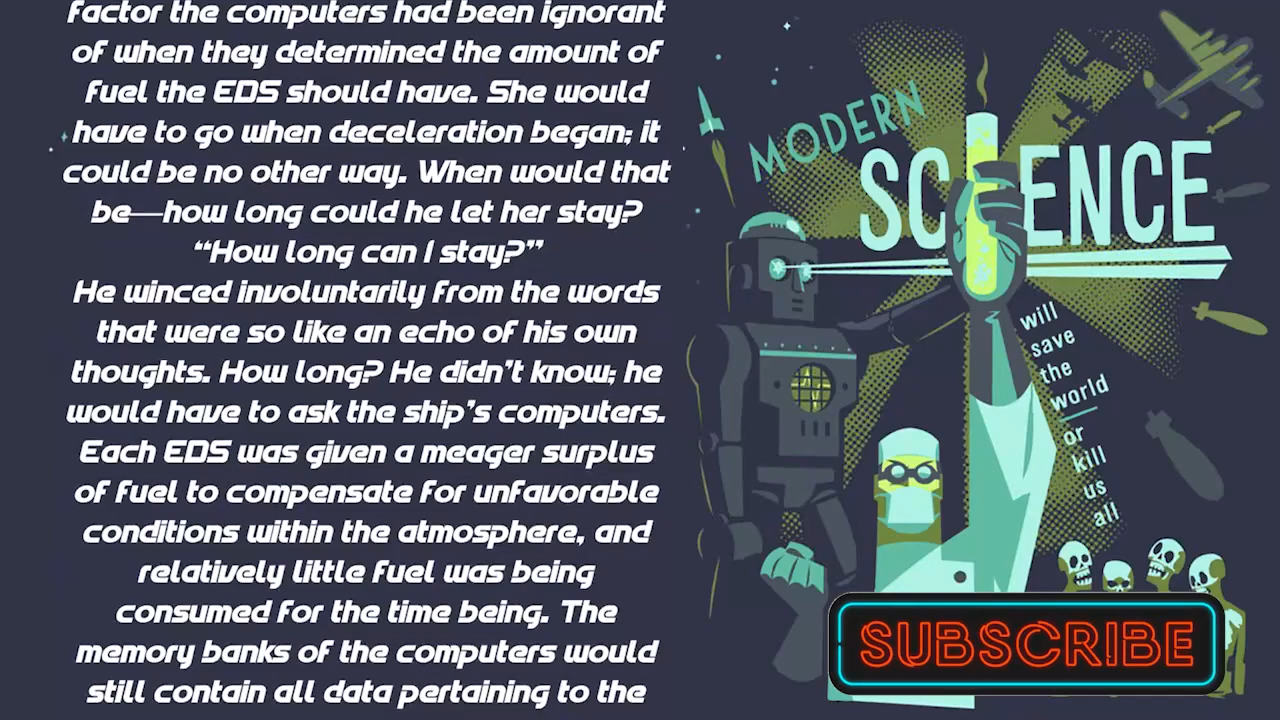 factor the computers had been ignorant
of when they determined the amount of
fuel the EDS should have. She would
have to go when deceleration began; it
could be no other way. When would that
be—how long could he let her stay?
“How long can I stay?”
He winced involuntarily from the words
that were so like an echo of his own
thoughts. How long? He didn’t know; he
would have to ask the ship’s computers.
Each EDS was given a meager surplus
of fuel to compensate for unfavorable
conditions within the atmosphere, and
relatively little fuel was being
consumed for the time being. The
memory banks of the computers would
still contain all data pertaining to the
MODERN
SCIENCE
will
save
the
world
or
kill
us
all
SUBSCRIBE